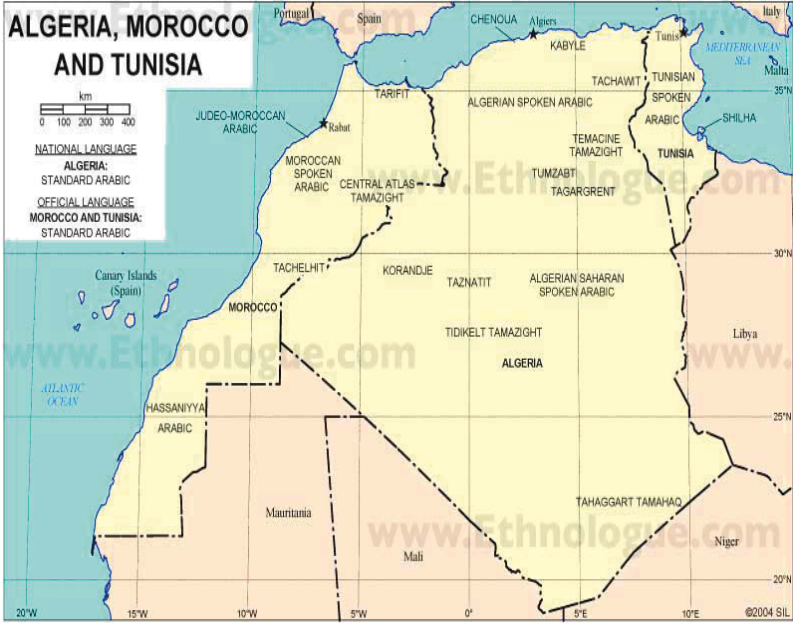 ALGERIA, MOROCCO
AND TUNISIA
km
0 100 200 300 400
NATIONAL LANGUAGE
ALGERIA:
STANDARD ARABIC
OFFICIAL LANGUAGE
MOROCCO AND TUNISIA:
STANDARD ARABIC
Portugal
Spain
Italy
CHENOUA
Algiers
KABYLE
Tunis
MEDITERRANEAN
SEA
Malta
TACHAWIT
TUNISIAN
SPOKEN
ARABIC
35°N
TARIFIT
ALGERIAN SPOKEN ARABIC
SHILHA
JUDEO-MOROCCAN
ARABIC
Rabat
TEMACINE
TAMAZIGHT
TUNISIA
MOROCCAN
SPOKEN
ARABIC
CENTRAL ATLAS
TAMAZIGHT
TUMZABT
TAGARGRENT
www.Ethnologue.com
30°N
Canary Islands
(Spain)
TACHELHIT
KORANDJE
TAZNATIT
ALGERIAN SAHARAN
SPOKEN ARABIC
MOROCCO
Libya
TIDIKELT TAMAZIGHT
ALGERIA
www.Ethnologue.com
www.
ATLANTIC
OCEAN
HASSANIYYA
ARABIC
25°N
Mauritania
TAHAGGART TAMAHAQ
www.Ethnologue.com
Mali
Niger
20°N
20°W
15°W
10°W
5°W
0°
5°E
10°E
©2004 SIL